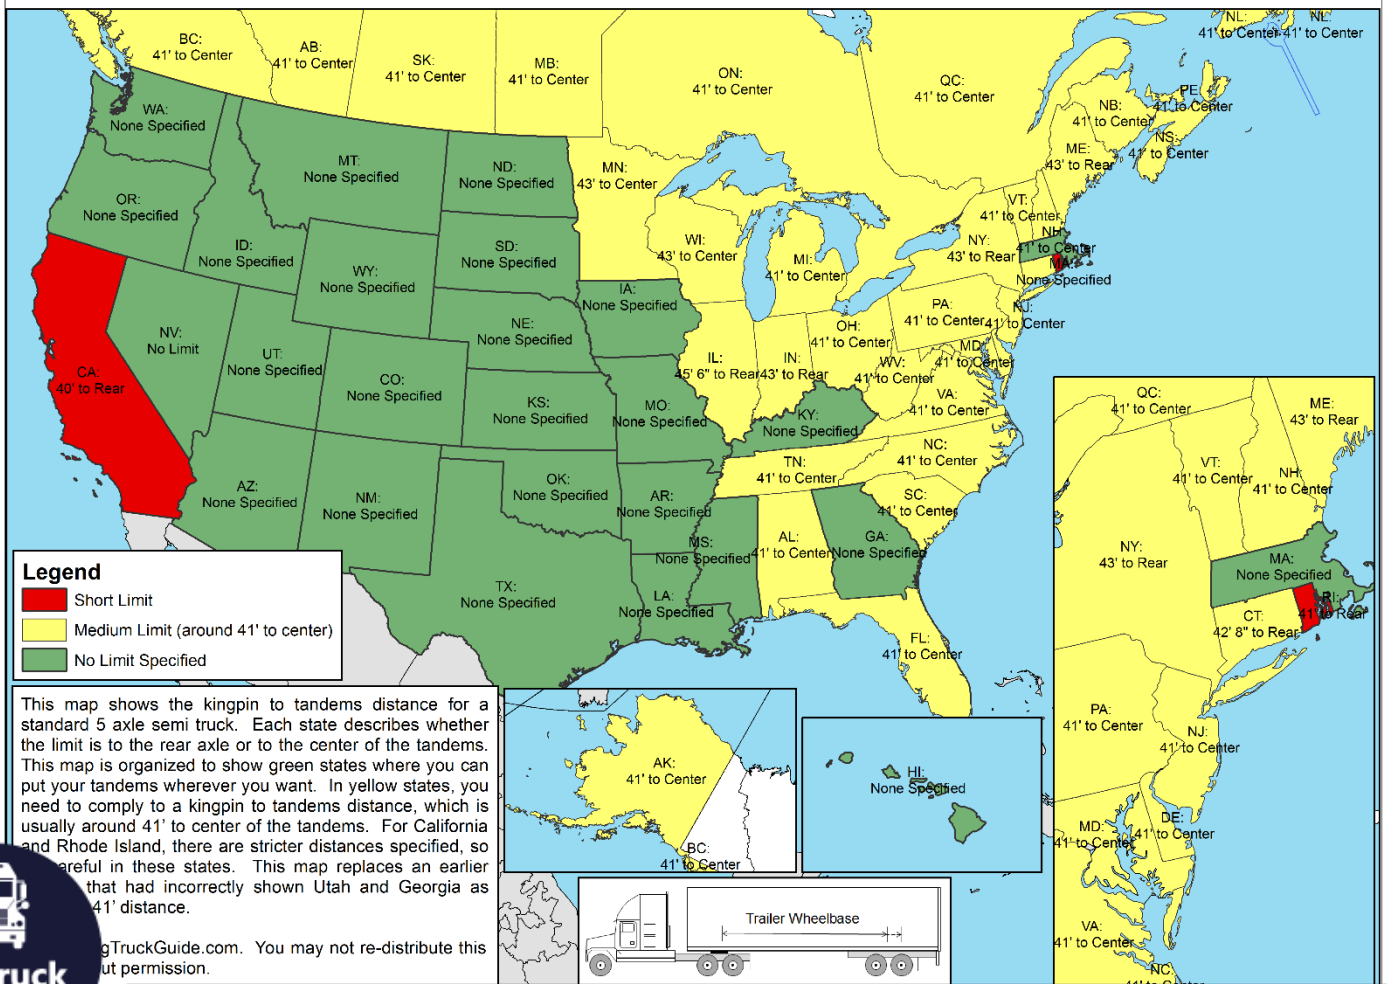 BC:
41' to Center
AB:
41' to Center
SK:
41' to Center
MB:
41' to Center
ON:
41' to Center
QC:
41' to Center
NL:
41' to Center
NL:
41' to Center
PE:
41' to Center
NB:
41' to Center
NS:
41' to Center
ME:
43' to Rear
WA:
None Specified
MT:
None Specified
ND:
None Specified
MN:
43' to Center
VT:
41' to Center
NH:
41' to Center
OR:
None Specified
ID:
None Specified
WY:
None Specified
SD:
None Specified
WI:
43' to Center
MI:
41' to Center
NY:
43' to Rear
MA:
None Specified
IA:
None Specified
NE:
None Specified
PA:
41' to Center
NJ:
41' to Center
NV:
No Limit
UT:
None Specified
CO:
None Specified
KS:
None Specified
MO:
None Specified
IL:
45' 6" to Rear
IN:
43' to Rear
OH:
41' to Center
WV:
41' to Center
MD:
41' to Center
VA:
41' to Center
CA:
40' to Rear
KY:
None Specified
NC:
41' to Center
TN:
41' to Center
SC:
41' to Center
AZ:
None Specified
NM:
None Specified
OK:
None Specified
AR:
None Specified
MS:
None Specified
AL:
41' to Center
GA:
None Specified
TX:
None Specified
LA:
None Specified
FL:
41' to Center
Legend
Short Limit
Medium Limit (around 41' to center)
No Limit Specified
This map shows the kingpin to tandems distance for a
standard 5 axle semi truck. Each state describes whether
the limit is to the rear axle or to the center of the tandems.
This map is organized to show green states where you can
put your tandems wherever you want. In yellow states, you
need to comply to a kingpin to tandems distance, which is
usually around 41' to center of the tandems. For California
and Rhode Island, there are stricter distances specified, so
areful in these states. This map replaces an earlier
that had incorrectly shown Utah and Georgia as
41' distance.
gTruckGuide.com. You may not re-distribute this
ut permission.
ruck
AK:
41' to Center
BC:
41' to Center
HI:
None Specified
Trailer Wheelbase
QC:
41' to Center
ME:
43' to Rear
VT:
41' to Center
NH:
41' to Center
NY:
43' to Rear
MA:
None Specified
RI:
41' to Rear
CT:
42' 8" to Rear
PA:
41' to Center
NJ:
41' to Center
MD:
41' to Center
DE:
41' to Center
VA:
41' to Center
NC:
41' to Center